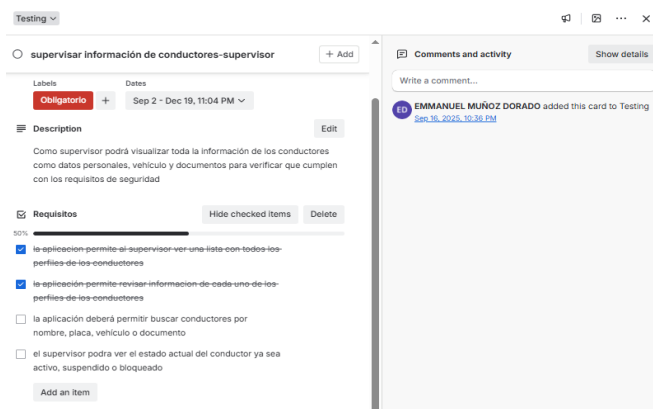 Testing
supervisar información de conductores-supervisor
+ Add
Labels
Dates
Obligatorio
+
Sep 2 - Dec 19, 11:04 PM
Description
Edit
Como supervisor podrá visualizar toda la información de los conductores
como datos personales, vehículo y documentos para verificar que cumplen
con los requisitos de seguridad
Requisitos
Hide checked items
Delete
50%
la aplicacion permite al supervisor ver una lista con todos los
perfiles de los conductores
la aplicación permite revisar informacion de cada uno de los
perfiles de los conductores
la aplicación deberá permitir buscar conductores por
nombre, placa, vehículo o documento
el supervisor podra ver el estado actual del conductor ya sea
activo, suspendido o bloqueado
Add an item
Comments and activity
Show details
Write a comment...
ED
EMMANUEL MUÑOZ DORADO added this card to Testing
Sep 16, 2025, 10:36 PM